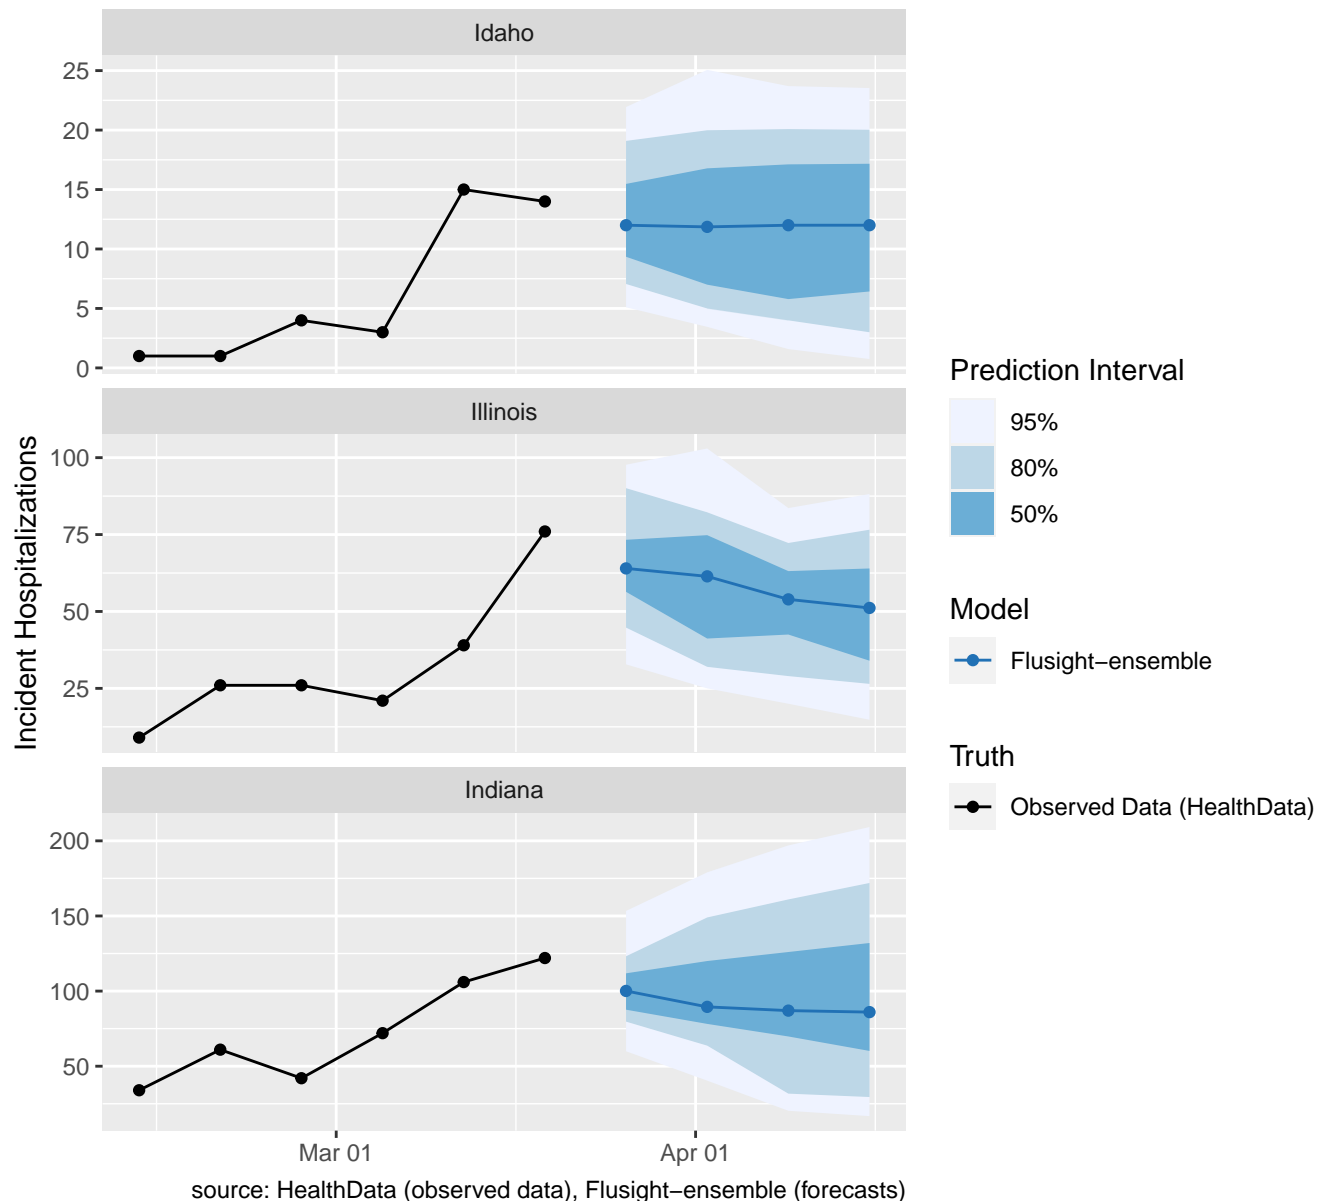 Idaho
25
20
15
10
5
0
Illinois
100
75
50
25
Indiana
200
150
100
50
Mar 01
Apr 01
Incident Hospitalizations
source: HealthData (observed data), Flusight−ensemble (forecasts)
Prediction Interval
95%
80%
50%
Model
Flusight−ensemble
Truth
Observed Data (HealthData)